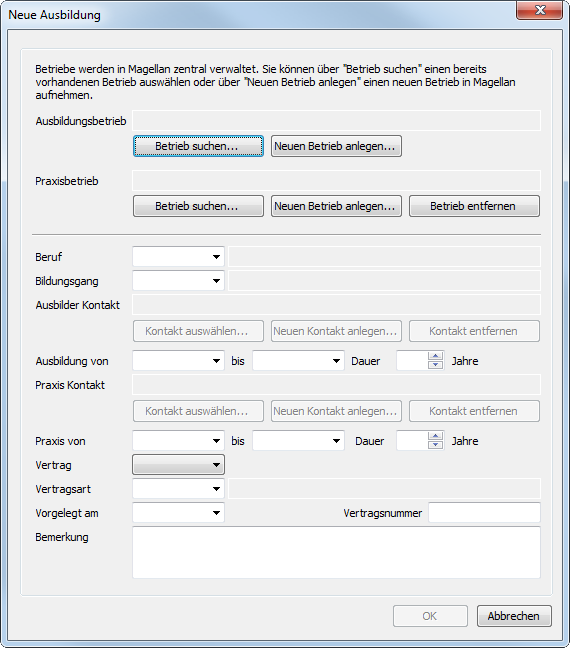 Neue Ausbildung
Betriebe werden in Magellan zentral verwaltet. Sie können über "Betrieb suchen" einen bereits
vorhandenen Betrieb auswählen oder über "Neuen Betrieb anlegen" einen neuen Betrieb in Magellan
aufnehmen.
Ausbildungsbetrieb
Betrieb suchen... Neuen Betrieb anlegen...
Praxisbetrieb
Betrieb suchen... Neuen Betrieb anlegen... Betrieb entfernen
Beruf
Bildungsgang
Ausbilder Kontakt
Kontakt auswählen... Neuen Kontakt anlegen... Kontakt entfernen
Ausbildung von bis Dauer Jahre
Praxis Kontakt
Kontakt auswählen... Neuen Kontakt anlegen... Kontakt entfernen
Praxis von bis Dauer Jahre
Vertrag
Vertragsart
Vorgelegt am Vertragsnummer
Bemerkung
OK Abbrechen